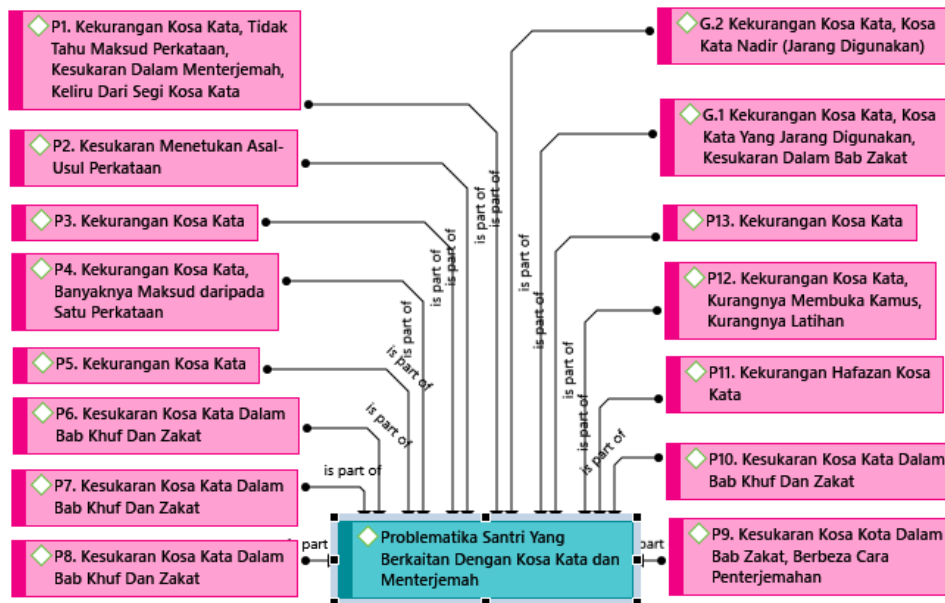 P1. Kekurangan Kosa Kata, Tidak
Tahu Maksud Perkataan,
Kesukaran Dalam Menterjemah,
Keliru Dari Segi Kosa Kata
P2. Kesukaran Menetukan Asal-
Usul Perkataan
P3. Kekurangan Kosa Kata
P4. Kekurangan Kosa Kata,
Banyaknya Maksud daripada
Satu Perkataan
P5. Kekurangan Kosa Kata
P6. Kesukaran Kosa Kata Dalam
Bab Khuf Dan Zakat
P7. Kesukaran Kosa Kata Dalam
Bab Khuf Dan Zakat
P8. Kesukaran Kosa Kata Dalam
Bab Khuf Dan Zakat
G.2 Kekurangan Kosa Kata, Kosa
Kata Nadir (Jarang Digunakan)
G.1 Kekurangan Kosa Kata, Kosa
Kata Yang Jarang Digunakan,
Kesukaran Dalam Bab Zakat
P13. Kekurangan Kosa Kata
P12. Kekurangan Kosa Kata,
Kurangnya Membuka Kamus,
Kurangnya Latihan
P11. Kekurangan Hafazan Kosa
Kata
P10. Kesukaran Kosa Kata Dalam
Bab Khuf Dan Zakat
P9. Kesukaran Kosa Kota Dalam
Bab Zakat, Berbeza Cara
Penterjemahan
is part of
is part of
is part of
is part of
is part of
is part of
is part of
is part of
is part of
is part of
is part of
is part of
is part of
part
part
Problematika Santri Yang
Berkaitan Dengan Kosa Kata dan
Menterjemah